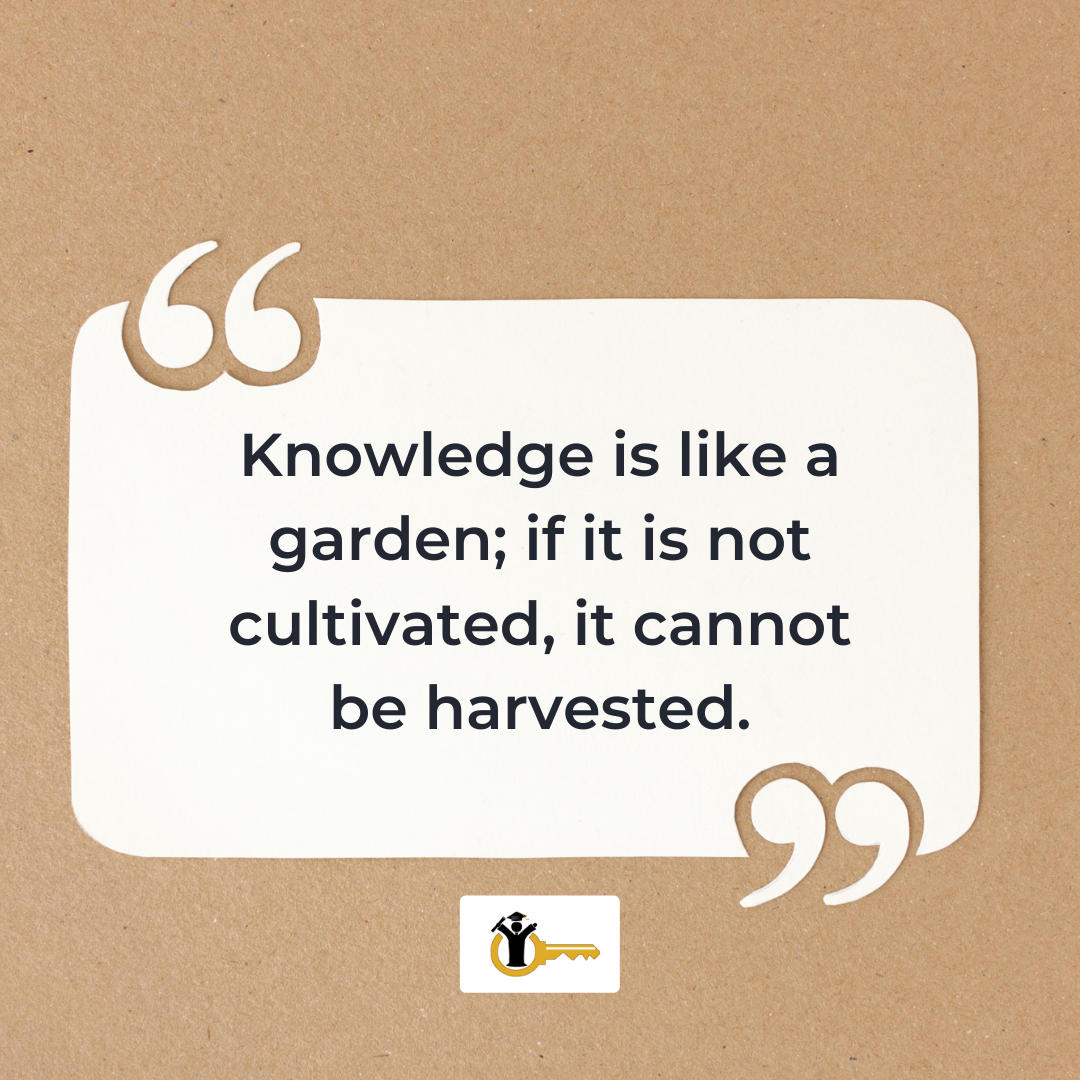 Knowledge is like a
garden; if it is not
cultivated, it cannot
be harvested.